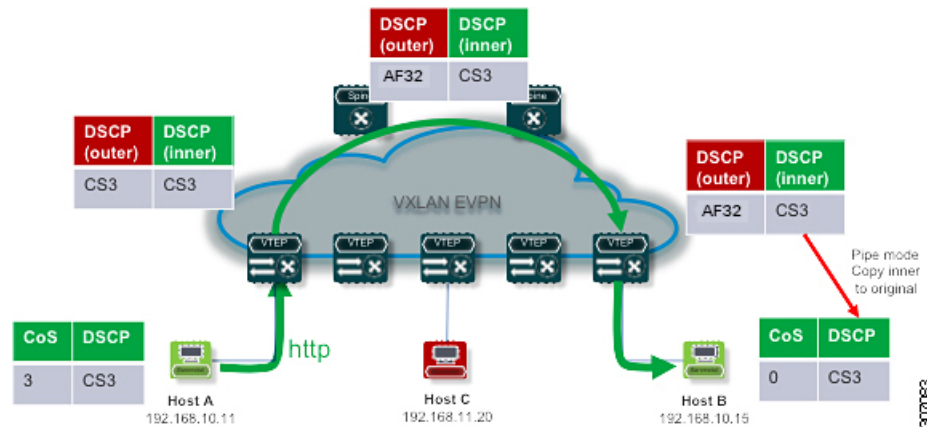 DSCP (outer) DSCP (inner)
AF32 CS3
Spin
pine
DSCP (outer) DSCP (inner)
CS3 CS3
DSCP (outer) DSCP (inner)
AF32 CS3
VXLAN EVPN
VTEP VTEP VTEP VTEP VTEP
Pipe mode
Copy inner
to original
CoS DSCP
3 CS3
http
CoS DSCP
0 CS3
Host A
192.168.10.11
Host C
192.168.11.20
Host B
192.168.10.15